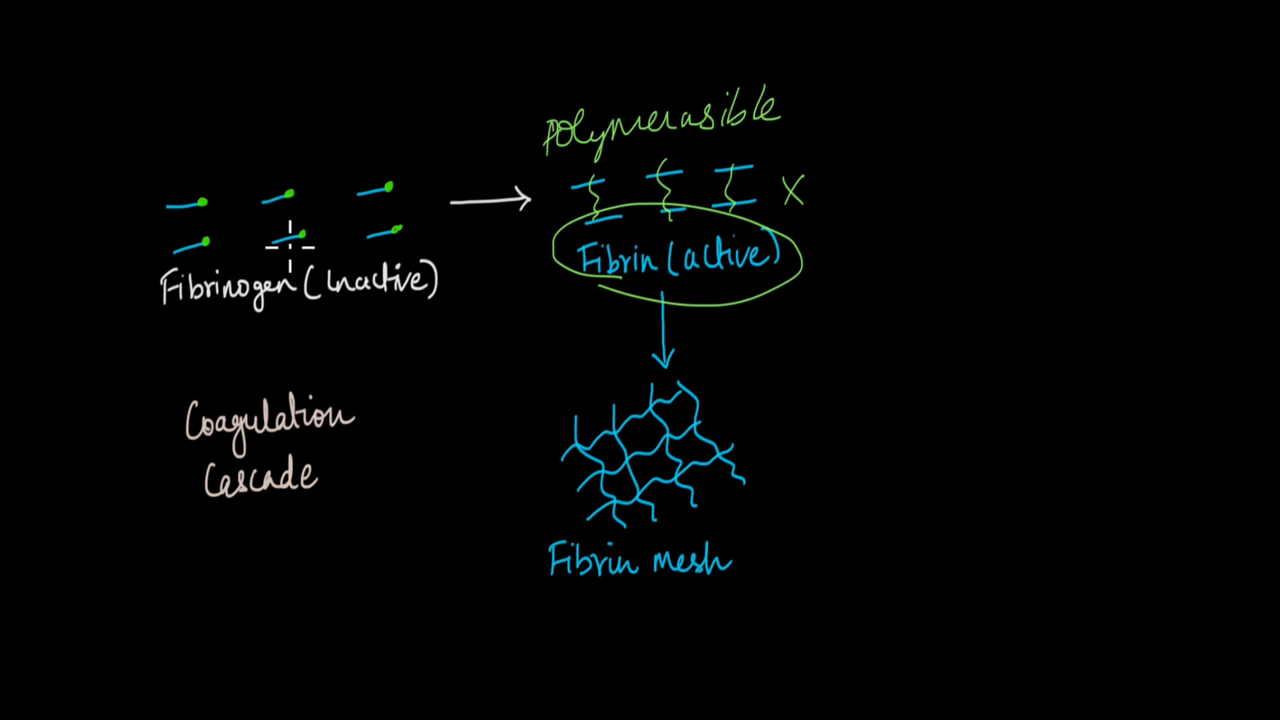 Polymerasible
X
Fibrinogen (Inactive)
Fibrin (active)
Coagulation
Cascade
Fibrin mesh